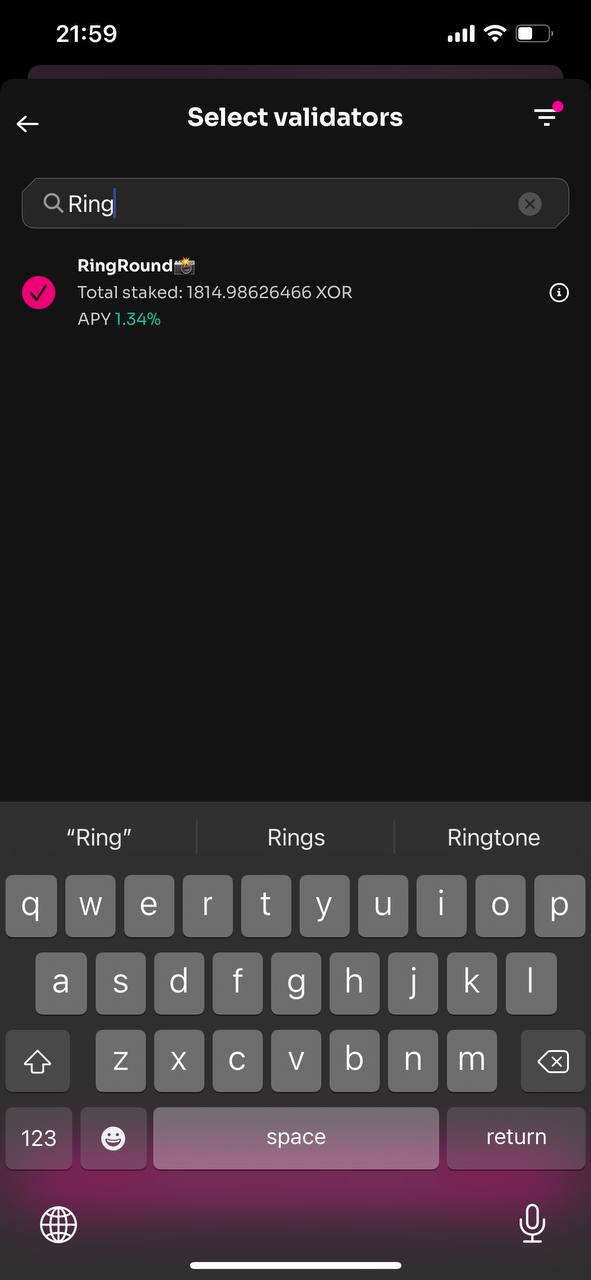 21:59
Select validators
Ring
RingRound📸
Total staked: 1814.98626466 XOR
APY 1.34%
“Ring”
Rings
Ringtone
q w e r t y u i o p
a s d f g h j k l
z x c v b n m
123
space
return